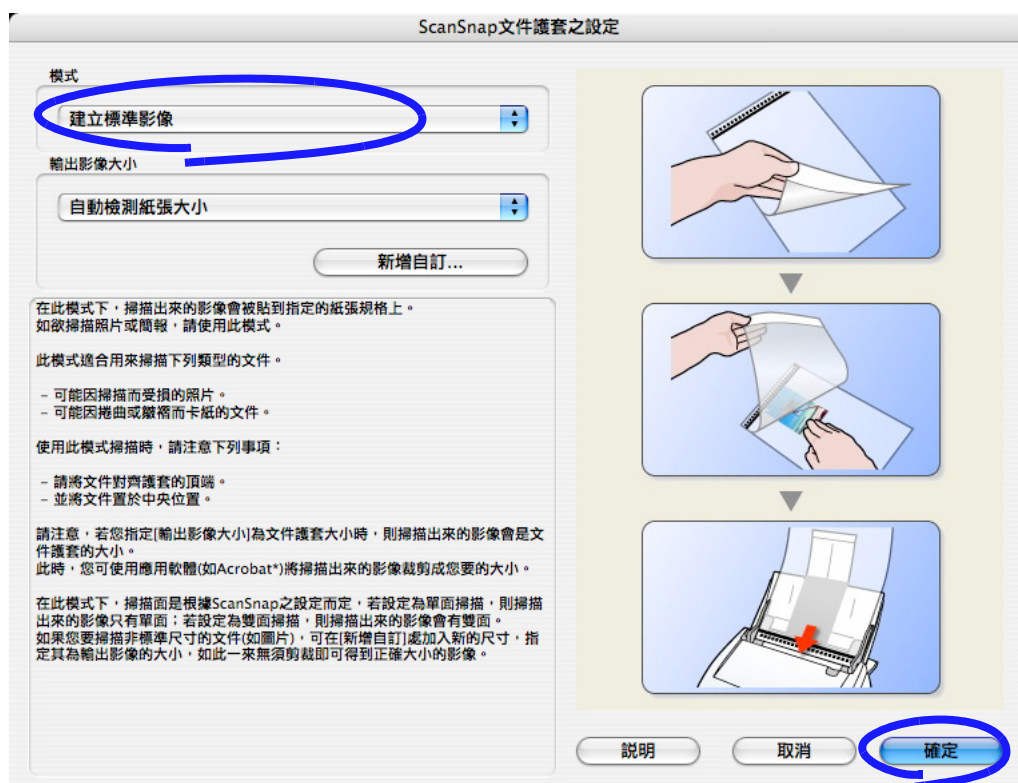 ScanSnap文件護套之設定
模式
建立標準影像
輸出影像大小
自動檢測紙張大小
新增自訂...
在此模式下，掃描出來的影像會被貼到指定的紙張規格上。
如欲掃描照片或簡報，請使用此模式。
此模式適合用來掃描下列類型的文件。
– 可能因掃描而受損的照片。
– 可能因捲曲或皺褶而卡紙的文件。
使用此模式掃描時，請注意下列事項：
– 請將文件對齊護套的頂端。
– 並將文件置於中央位置。
請注意，若您指定[輸出影像大小]為文件護套大小時，則掃描出來的影像會是文
件護套的大小。
此時，您可使用應用軟體(如Acrobat*)將掃描出來的影像裁剪成您要的大小。
在此模式下，掃描面是根據ScanSnap之設定而定，若設定為單面掃描，則掃描
出來的影像只有單面；若設定為雙面掃描，則掃描出來的影像會有雙面。
如果您要掃描非標準尺寸的文件(如圖片)，可在[新增自訂]處加入新的尺寸，指
定其為輸出影像的大小，如此一來無須剪裁即可得到正確大小的影像。
說明
取消
確定